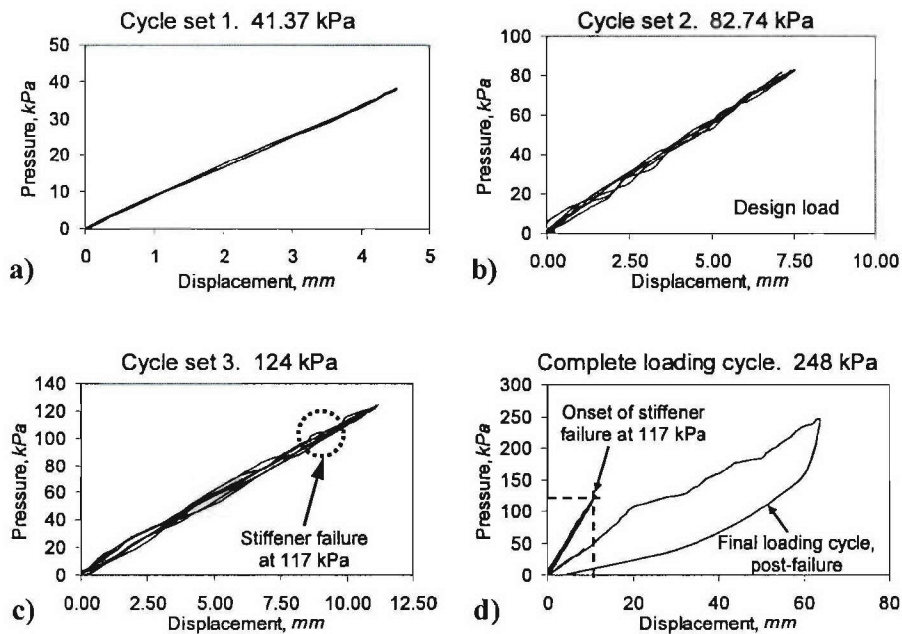 Cycle set 1. 41.37 kPa
50
40
30
20
10
0
Pressure, kPa
0 1 2 3 4 5
Displacement, mm
a)
Cycle set 2. 82.74 kPa
100
80
60
40
20
0
Pressure, kPa
Design load
0.00 2.50 5.00 7.50 10.00
Displacement, mm
b)
Cycle set 3. 124 kPa
140
120
100
80
60
40
20
0
Pressure, kPa
Stiffener failure
at 117 kPa
0.00 2.50 5.00 7.50 10.00 12.50
Displacement, mm
c)
Complete loading cycle. 248 kPa
300
250
200
150
100
50
0
Pressure, kPa
Onset of stiffener
failure at 117 kPa
Final loading cycle,
post-failure
0 20 40 60 80
Displacement, mm
d)